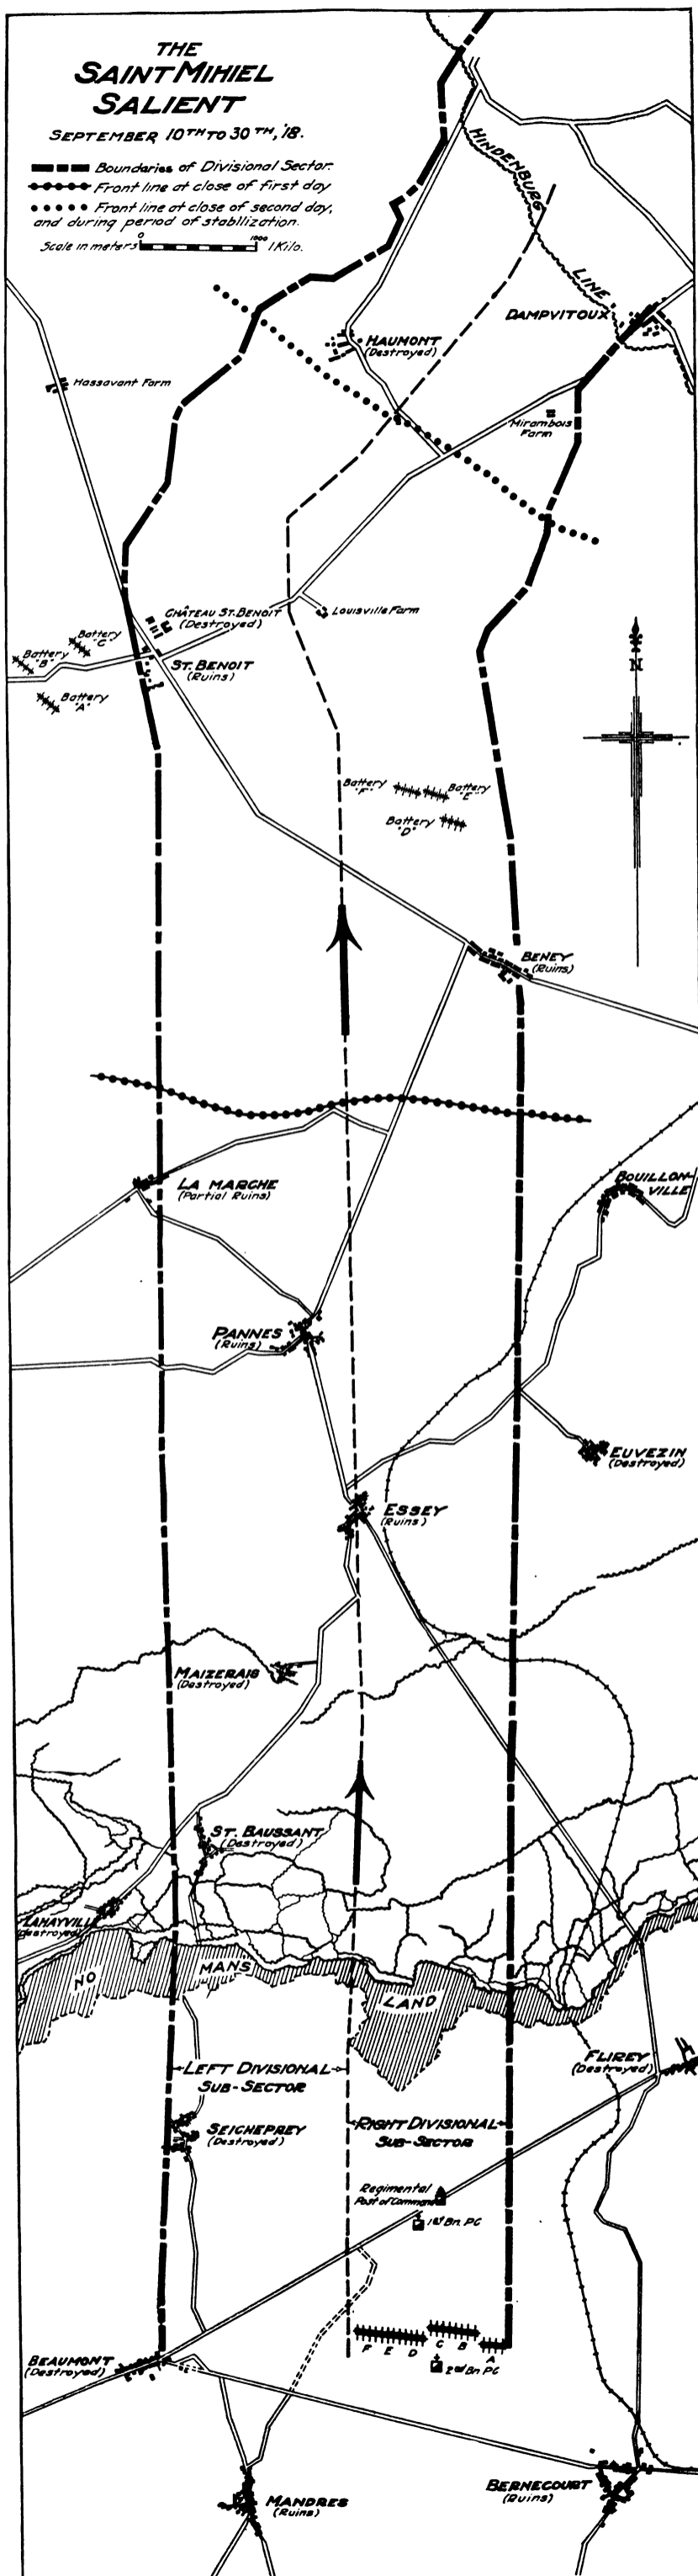 THE
SAINT MIHIEL
SALIENT
SEPTEMBER 10TH TO 30TH, '18.
Boundaries of Divisional Sector.
Front line at close of first day
Front line at close of second day,
and during period of stabilization.
Scale in meters 0 1000 1 Kilo.
HINDENBURG
LINE
DAMPVITOUX
HAUMONT
(Destroyed)
Hassavant Farm
Mirambois
Farm
CHÂTEAU ST. BENOIT
(Destroyed)
Louisville Farm
Battery
"C"
Battery
"B"
ST. BENOIT
(Ruins)
Battery
"A"
N
Battery
"F"
Battery
"E"
Battery
"D"
BENEY
(Ruins)
LA MARCHE
(Partial Ruins)
BOUILLON-
VILLE
PANNES
(Ruins)
EUVEZIN
(Destroyed)
ESSEY
(Ruins)
MAIZERAIS
(Destroyed)
ST. BAUSSANT
(Destroyed)
LAHAYVILLE
(Destroyed)
NO
MANS
LAND
FLIREY
(Destroyed)
LEFT DIVISIONAL
SUB-SECTOR
SEICHEPREY
(Destroyed)
RIGHT DIVISIONAL
SUB-SECTOR
Regimental
Post of Command
1st Bn. PC
F E D C B A
2nd Bn PC
BEAUMONT
(Destroyed)
MANDRES
(Ruins)
BERNECOURT
(Ruins)